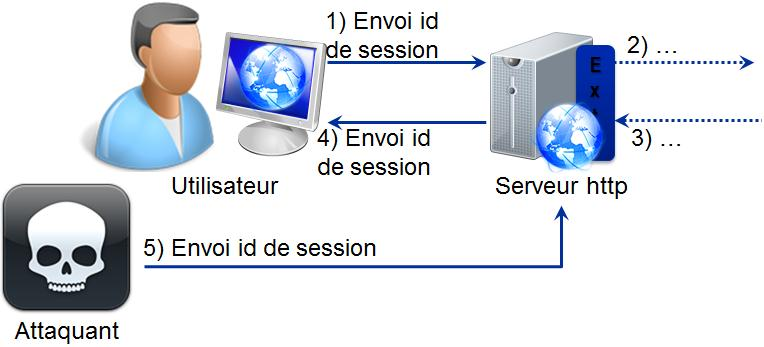 1) Envoi id
de session
2) ...
E
x
4) Envoi id
de session
3) ...
Utilisateur
Serveur http
5) Envoi id de session
Attaquant